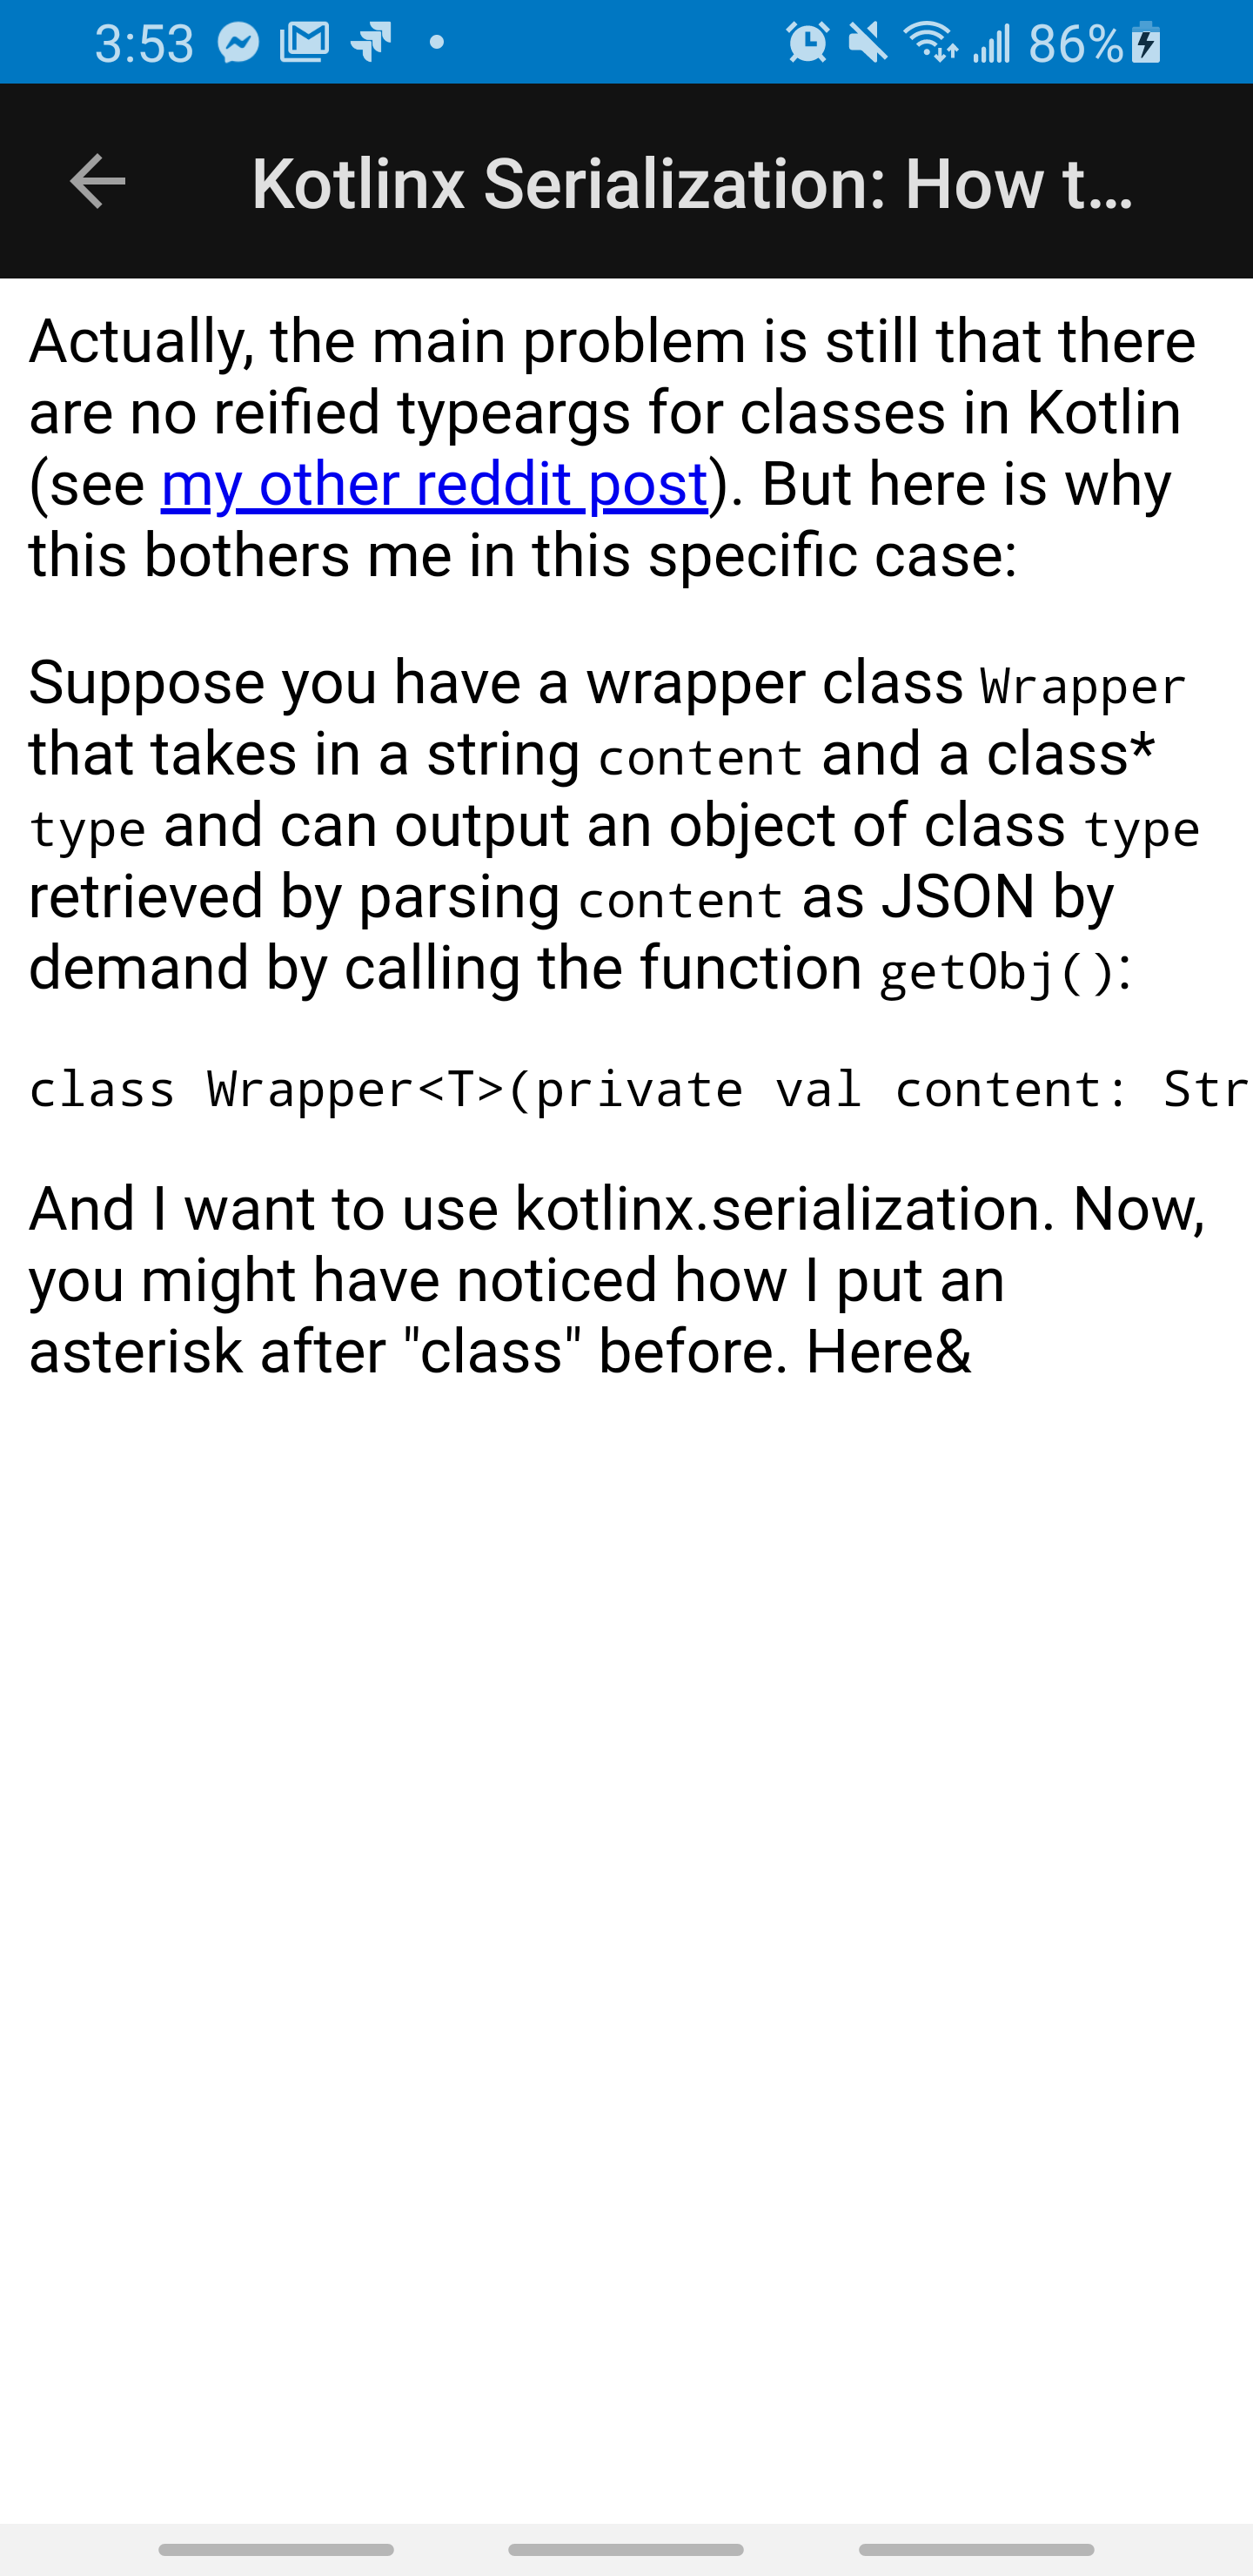 3:53
86%
Kotlinx Serialization: How t...
Actually, the main problem is still that there
are no reified typeargs for classes in Kotlin
(see my other reddit post). But here is why
this bothers me in this specific case:
Suppose you have a wrapper class Wrapper
that takes in a string content and a class*
type and can output an object of class type
retrieved by parsing content as JSON by
demand by calling the function getObj():
class Wrapper<T>(private val content: Str
And I want to use kotlinx.serialization. Now,
you might have noticed how I put an
asterisk after "class" before. Here&